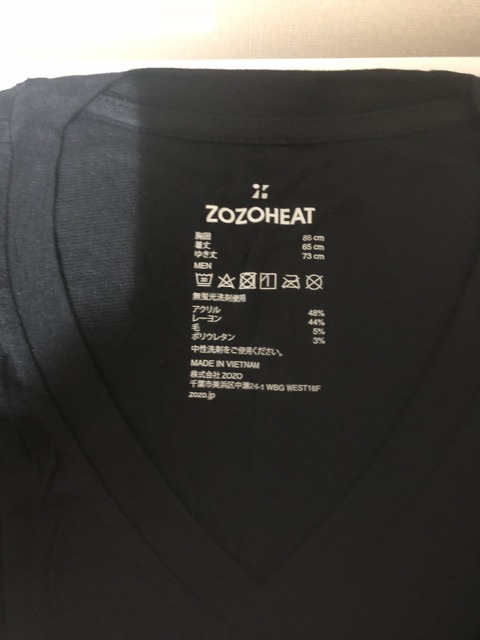 ZOZOHEAT
胸囲 86 cm
着丈 65 cm
ゆき丈 73 cm
MEN
30
無蛍光洗剤使用
アクリル 48%
レーヨン 44%
毛 5%
ポリウレタン 3%
中性洗剤をご使用ください。
MADE IN VIETNAM
株式会社 ZOZO
千葉市美浜区中瀬2-6-1 WBG WEST16F
zozo.jp